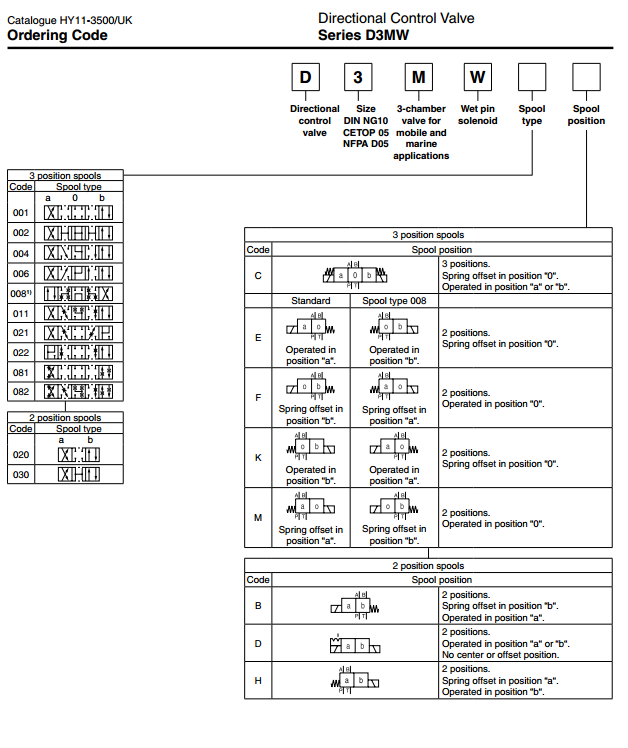 Catalogue HY11-3500/UK
Ordering Code
Directional Control Valve
Series D3MW
D 3 M W
Directional control valve
Size DIN NG10 CETOP 05 NFPA D05
3-chamber valve for mobile and marine applications
Wet pin solenoid
Spool type
Spool position
3 position spools
Code Spool type
a 0 b
001
002
004
006
008¹⁾
011
021
022
081
082
2 position spools
Code Spool type
a b
020
030
3 position spools
Code Spool position
C
A B
a 0 b
P T
3 positions.
Spring offset in position "0".
Operated in position "a" or "b".
Standard Spool type 008
E
A B
a o
P T
Operated in
position "a".
A B
o b
P T
Operated in
position "b".
2 positions.
Spring offset in position "0".
F
A B
o b
P T
Spring offset in
position "b".
A B
a o
P T
Spring offset in
position "a".
2 positions.
Operated in position "0".
K
A B
o b
P T
Operated in
position "b".
A B
a o
P T
Operated in
position "a".
2 positions.
Spring offset in position "0".
M
A B
a o
P T
Spring offset in
position "a".
A B
o b
P T
Spring offset in
position "b".
2 positions.
Operated in position "0".
2 position spools
Code Spool position
B
A B
a b
P T
2 positions.
Spring offset in position "b".
Operated in position "a".
D
a b
2 positions.
Operated in position "a" or "b".
No center or offset position.
H
A B
a b
P T
2 positions.
Spring offset in position "a".
Operated in position "b".